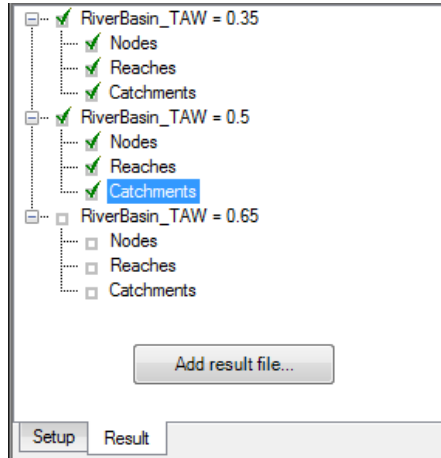 RiverBasin_TAW = 0.35
Nodes
Reaches
Catchments
RiverBasin_TAW = 0.5
Nodes
Reaches
Catchments
RiverBasin_TAW = 0.65
Nodes
Reaches
Catchments
Add result file...
Setup Result